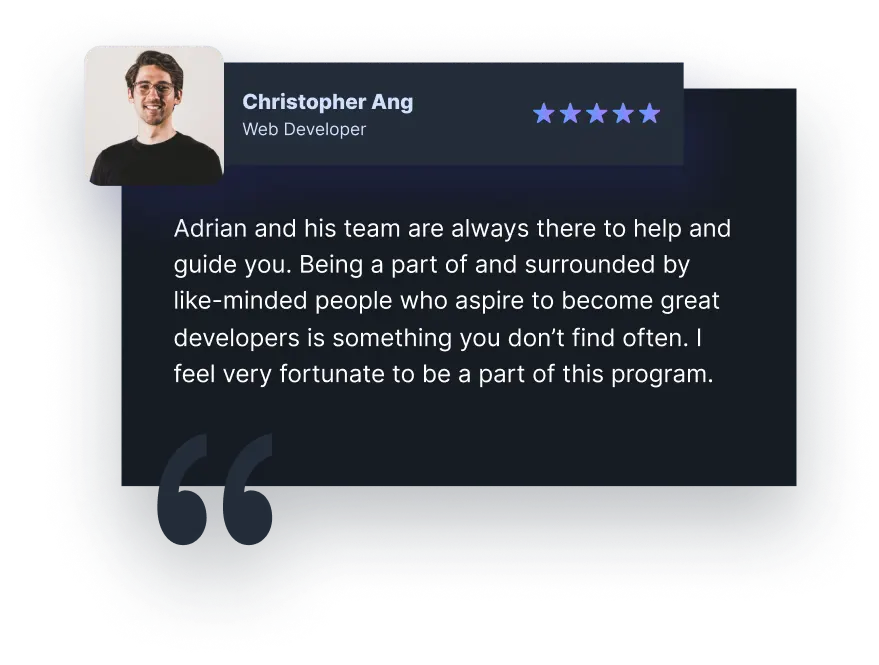 Christopher Ang
Web Developer
Adrian and his team are always there to help and
guide you. Being a part of and surrounded by
like-minded people who aspire to become great
developers is something you don’t find often. I
feel very fortunate to be a part of this program.
“